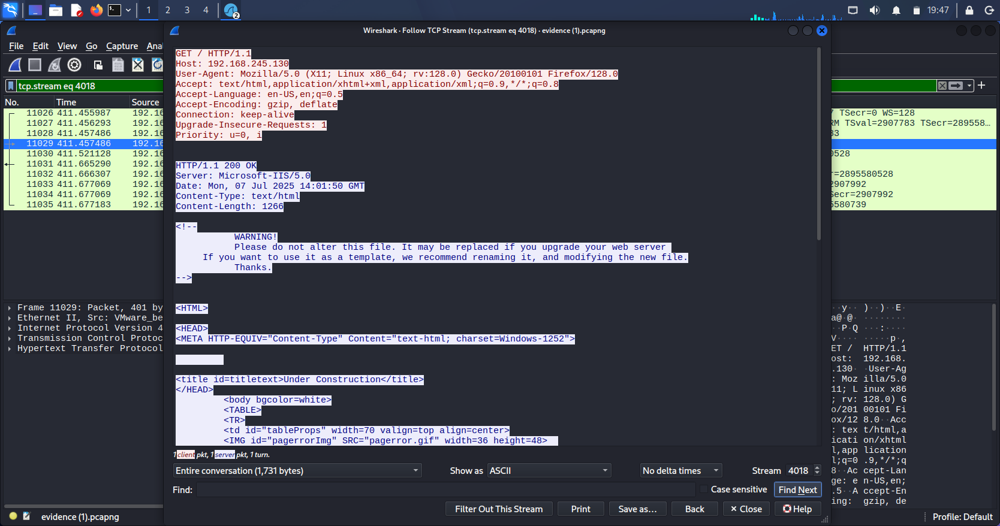 1 2 3 4 2 19:47
Wireshark · Follow TCP Stream (tcp.stream eq 4018) · evidence (1).pcapng
File Edit View Go Capture Ana
tcp.stream eq 4018
No. Time Source
11026 411.455987 192.16
11027 411.456293 192.16
11028 411.457486 192.16
11029 411.457486 192.16
11030 411.521128 192.16
11031 411.665290 192.16
11032 411.666307 192.16
11033 411.677069 192.16
11034 411.677069 192.16
11035 411.677183 192.16
7 TSecr=0 WS=128
RM TSval=2907783 TSecr=289558…
83
0528
r=2895580528
2907992
Secr=2907992
5580739
GET / HTTP/1.1
Host: 192.168.245.130
User-Agent: Mozilla/5.0 (X11; Linux x86_64; rv:128.0) Gecko/20100101 Firefox/128.0
Accept: text/html,application/xhtml+xml,application/xml;q=0.9,*/*;q=0.8
Accept-Language: en-US,en;q=0.5
Accept-Encoding: gzip, deflate
Connection: keep-alive
Upgrade-Insecure-Requests: 1
Priority: u=0, i
HTTP/1.1 200 OK
Server: Microsoft-IIS/5.0
Date: Mon, 07 Jul 2025 14:01:50 GMT
Content-Type: text/html
Content-Length: 1266
<!--
WARNING!
Please do not alter this file. It may be replaced if you upgrade your web server
If you want to use it as a template, we recommend renaming it, and modifying the new file.
Thanks.
-->
<HTML>
<HEAD>
<META HTTP-EQUIV="Content-Type" Content="text-html; charset=Windows-1252">
<title id=titletext>Under Construction</title>
</HEAD>
<body bgcolor=white>
<TABLE>
<TR>
<td id="tableProps" width=70 valign=top align=center>
<IMG id="pagerrorImg" SRC="pagerror.gif" width=36 height=48>
Frame 11029: Packet, 401 by
Ethernet II, Src: VMware_be
Internet Protocol Version 4
Transmission Control Protoc
Hypertext Transfer Protocol
··y·· )··)··E·
a@·@· ········
··P·Q ···:····
V···· ·····p·,
ET / HTTP/1.1
ost: 192.168.
.130· ·User-Ag
: Moz illa/5.0
11; L inux x86
; rv: 128.0) G
o/201 00101 Fi
ox/12 8.0··Acc
: tex t/html,a
icati on/xhtml
l,app lication
l;q=0 .9,*/*;q
8··Ac cept-Lan
ge: e n-US,en;
.5··A ccept-En
ing: gzip, de
1 client pkt, 1 server pkt, 1 turn.
Entire conversation (1,731 bytes) Show as ASCII No delta times Stream 4018
Find: Case sensitive Find Next
Filter Out This Stream Print Save as… Back Close Help
evidence (1).pcapng Profile: Default